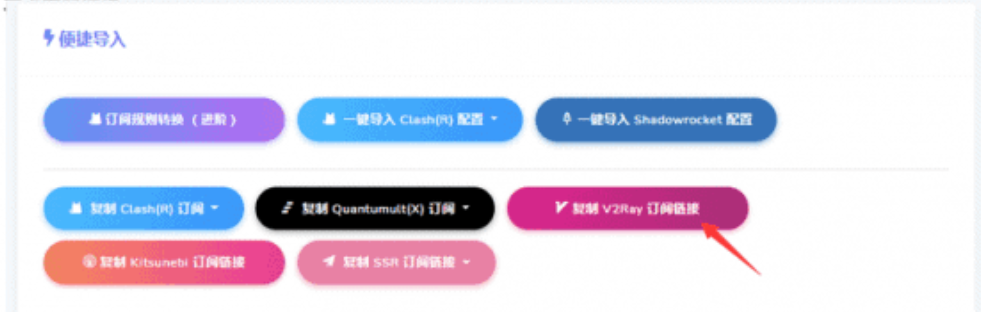 便捷导入
订阅规则转换（进阶）
一键导入 Clash(R) 配置
一键导入 Shadowrocket 配置
复制 Clash(R) 订阅
复制 Quantumult(X) 订阅
复制 V2Ray 订阅链接
复制 Kitsunebi 订阅链接
复制 SSR 订阅链接